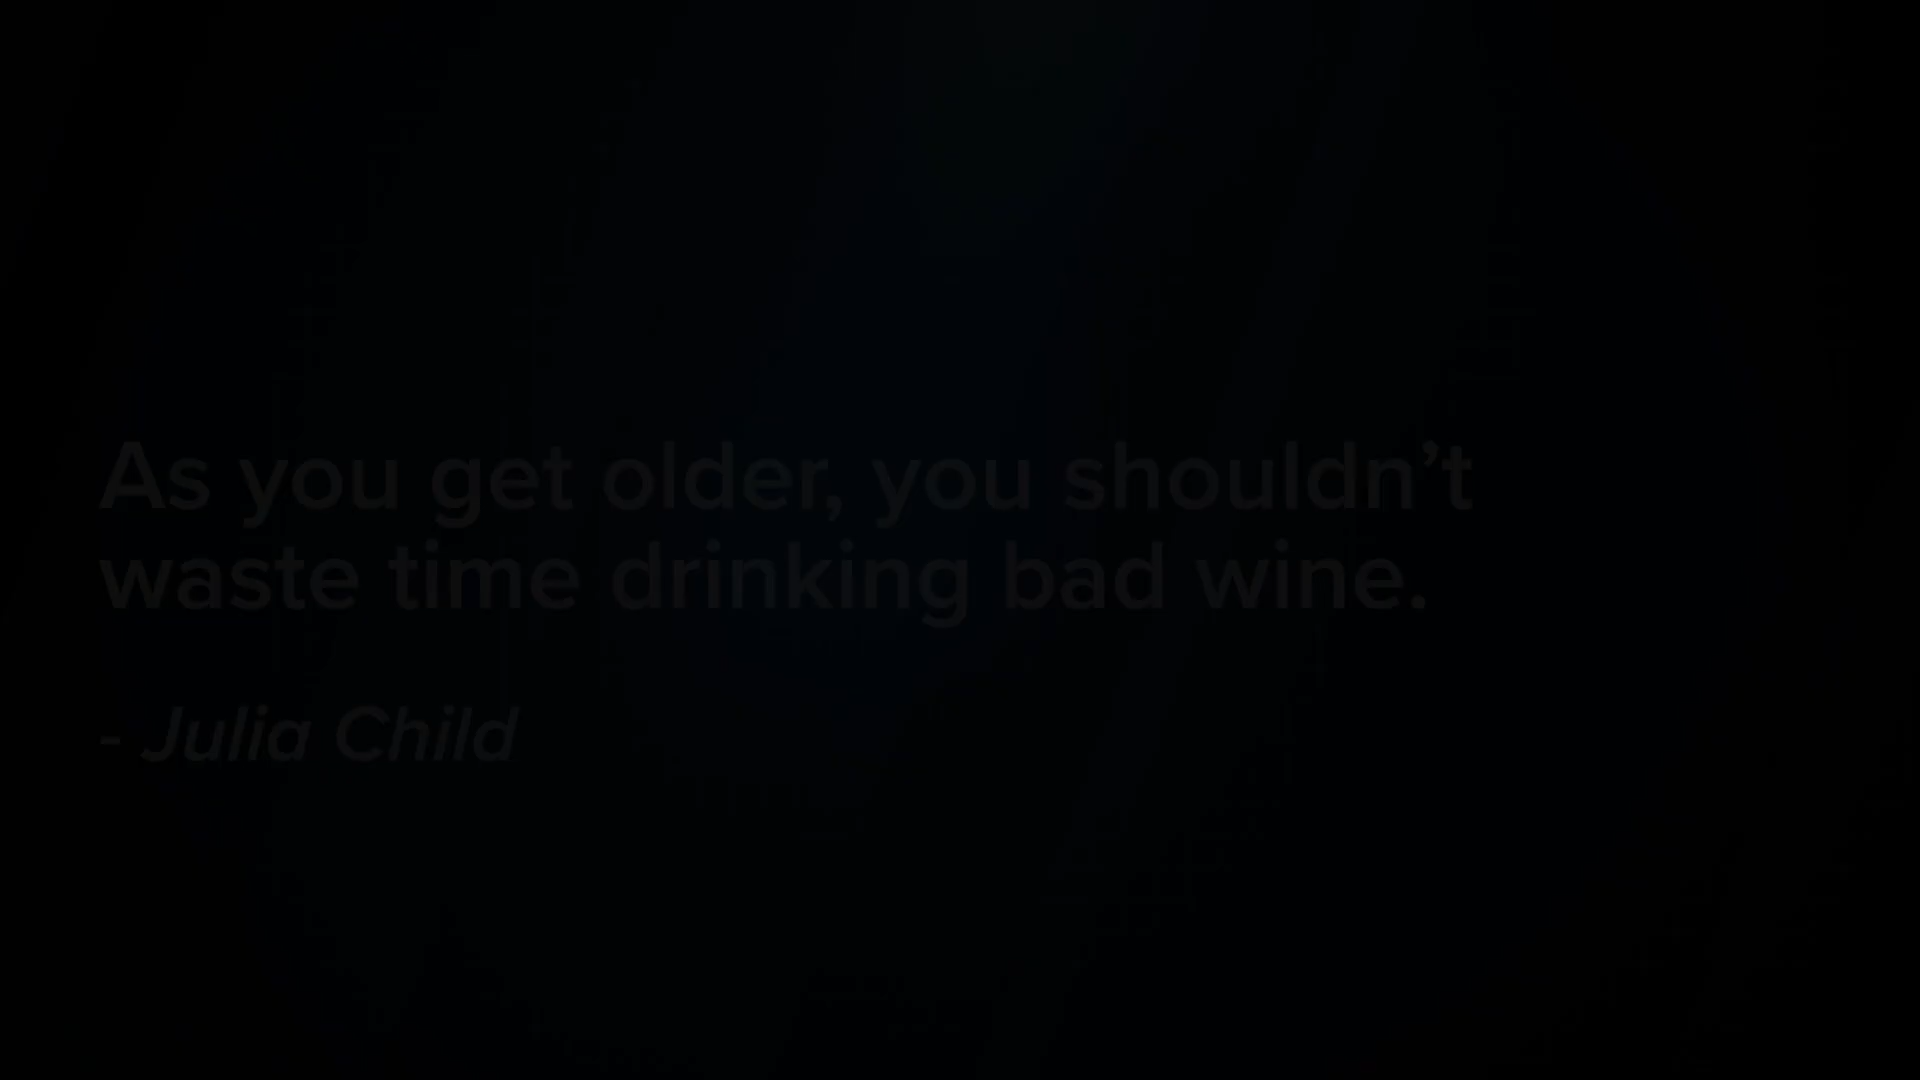 As you get older, you shouldn’t
waste time drinking bad wine.
- Julia Child